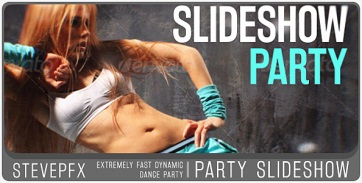 SLIDESHOW
PARTY
STEVEPFX
EXTREMELY FAST DYNAMIC
DANCE PARTY
PARTY SLIDESHOW